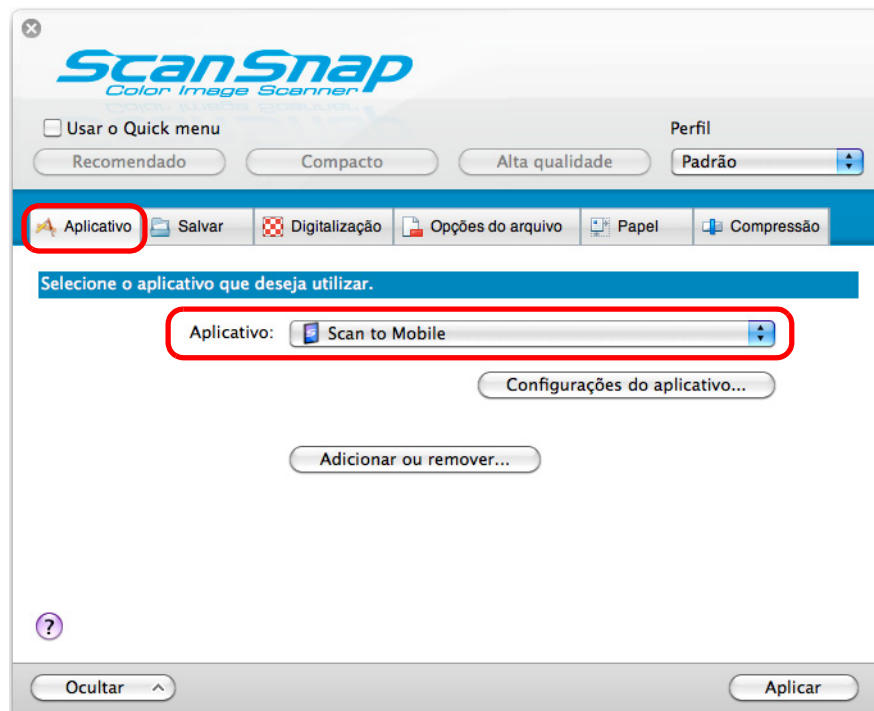 ScanSnap
Color Image Scanner
Usar o Quick menu
Perfil
Recomendado Compacto Alta qualidade Padrão
Aplicativo Salvar Digitalização Opções do arquivo Papel Compressão
Selecione o aplicativo que deseja utilizar.
Aplicativo: Scan to Mobile
Configurações do aplicativo...
Adicionar ou remover...
?
Ocultar Aplicar